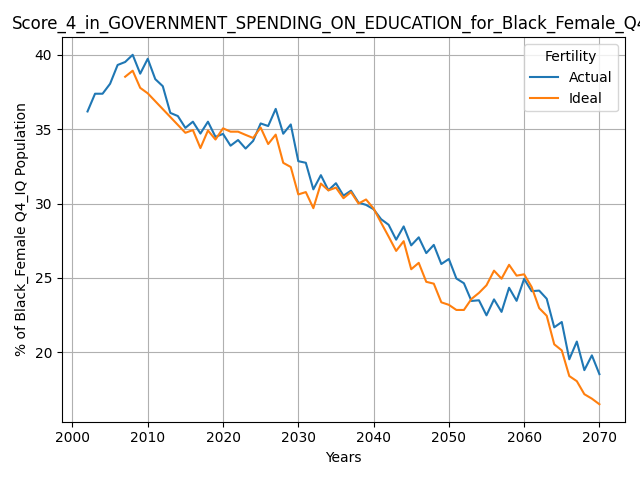 Score_4_in_GOVERNMENT_SPENDING_ON_EDUCATION_for_Black_Female_Q4
Fertility
Actual
Ideal
% of Black_Female Q4_IQ Population
40
35
30
25
20
2000 2010 2020 2030 2040 2050 2060 2070
Years